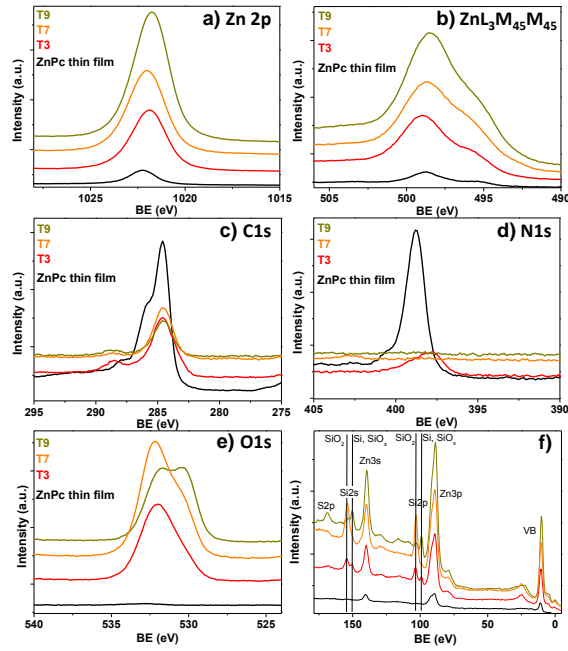 a) Zn 2p
T9
T7
T3
ZnPc thin film
Intensity (a.u.)
1025
1020
1015
BE (eV)
b) ZnL₃M₄₅M₄₅
T9
T7
T3
ZnPc thin film
Intensity (a.u.)
505
500
495
490
BE (eV)
c) C1s
T9
T7
T3
ZnPc thin film
Intensity (a.u.)
295
290
285
280
275
BE (eV)
d) N1s
T9
T7
T3
ZnPc thin film
Intensity (a.u.)
405
400
395
390
BE (eV)
e) O1s
T9
T7
T3
ZnPc thin film
Intensity (a.u.)
540
535
530
525
BE (eV)
f)
SiO₂
Si, SiOₓ
SiO₂
Si, SiOₓ
Zn3s
S2p
Si2s
Si2p
Zn3p
VB
Intensity (a.u.)
150
100
50
0
BE (eV)